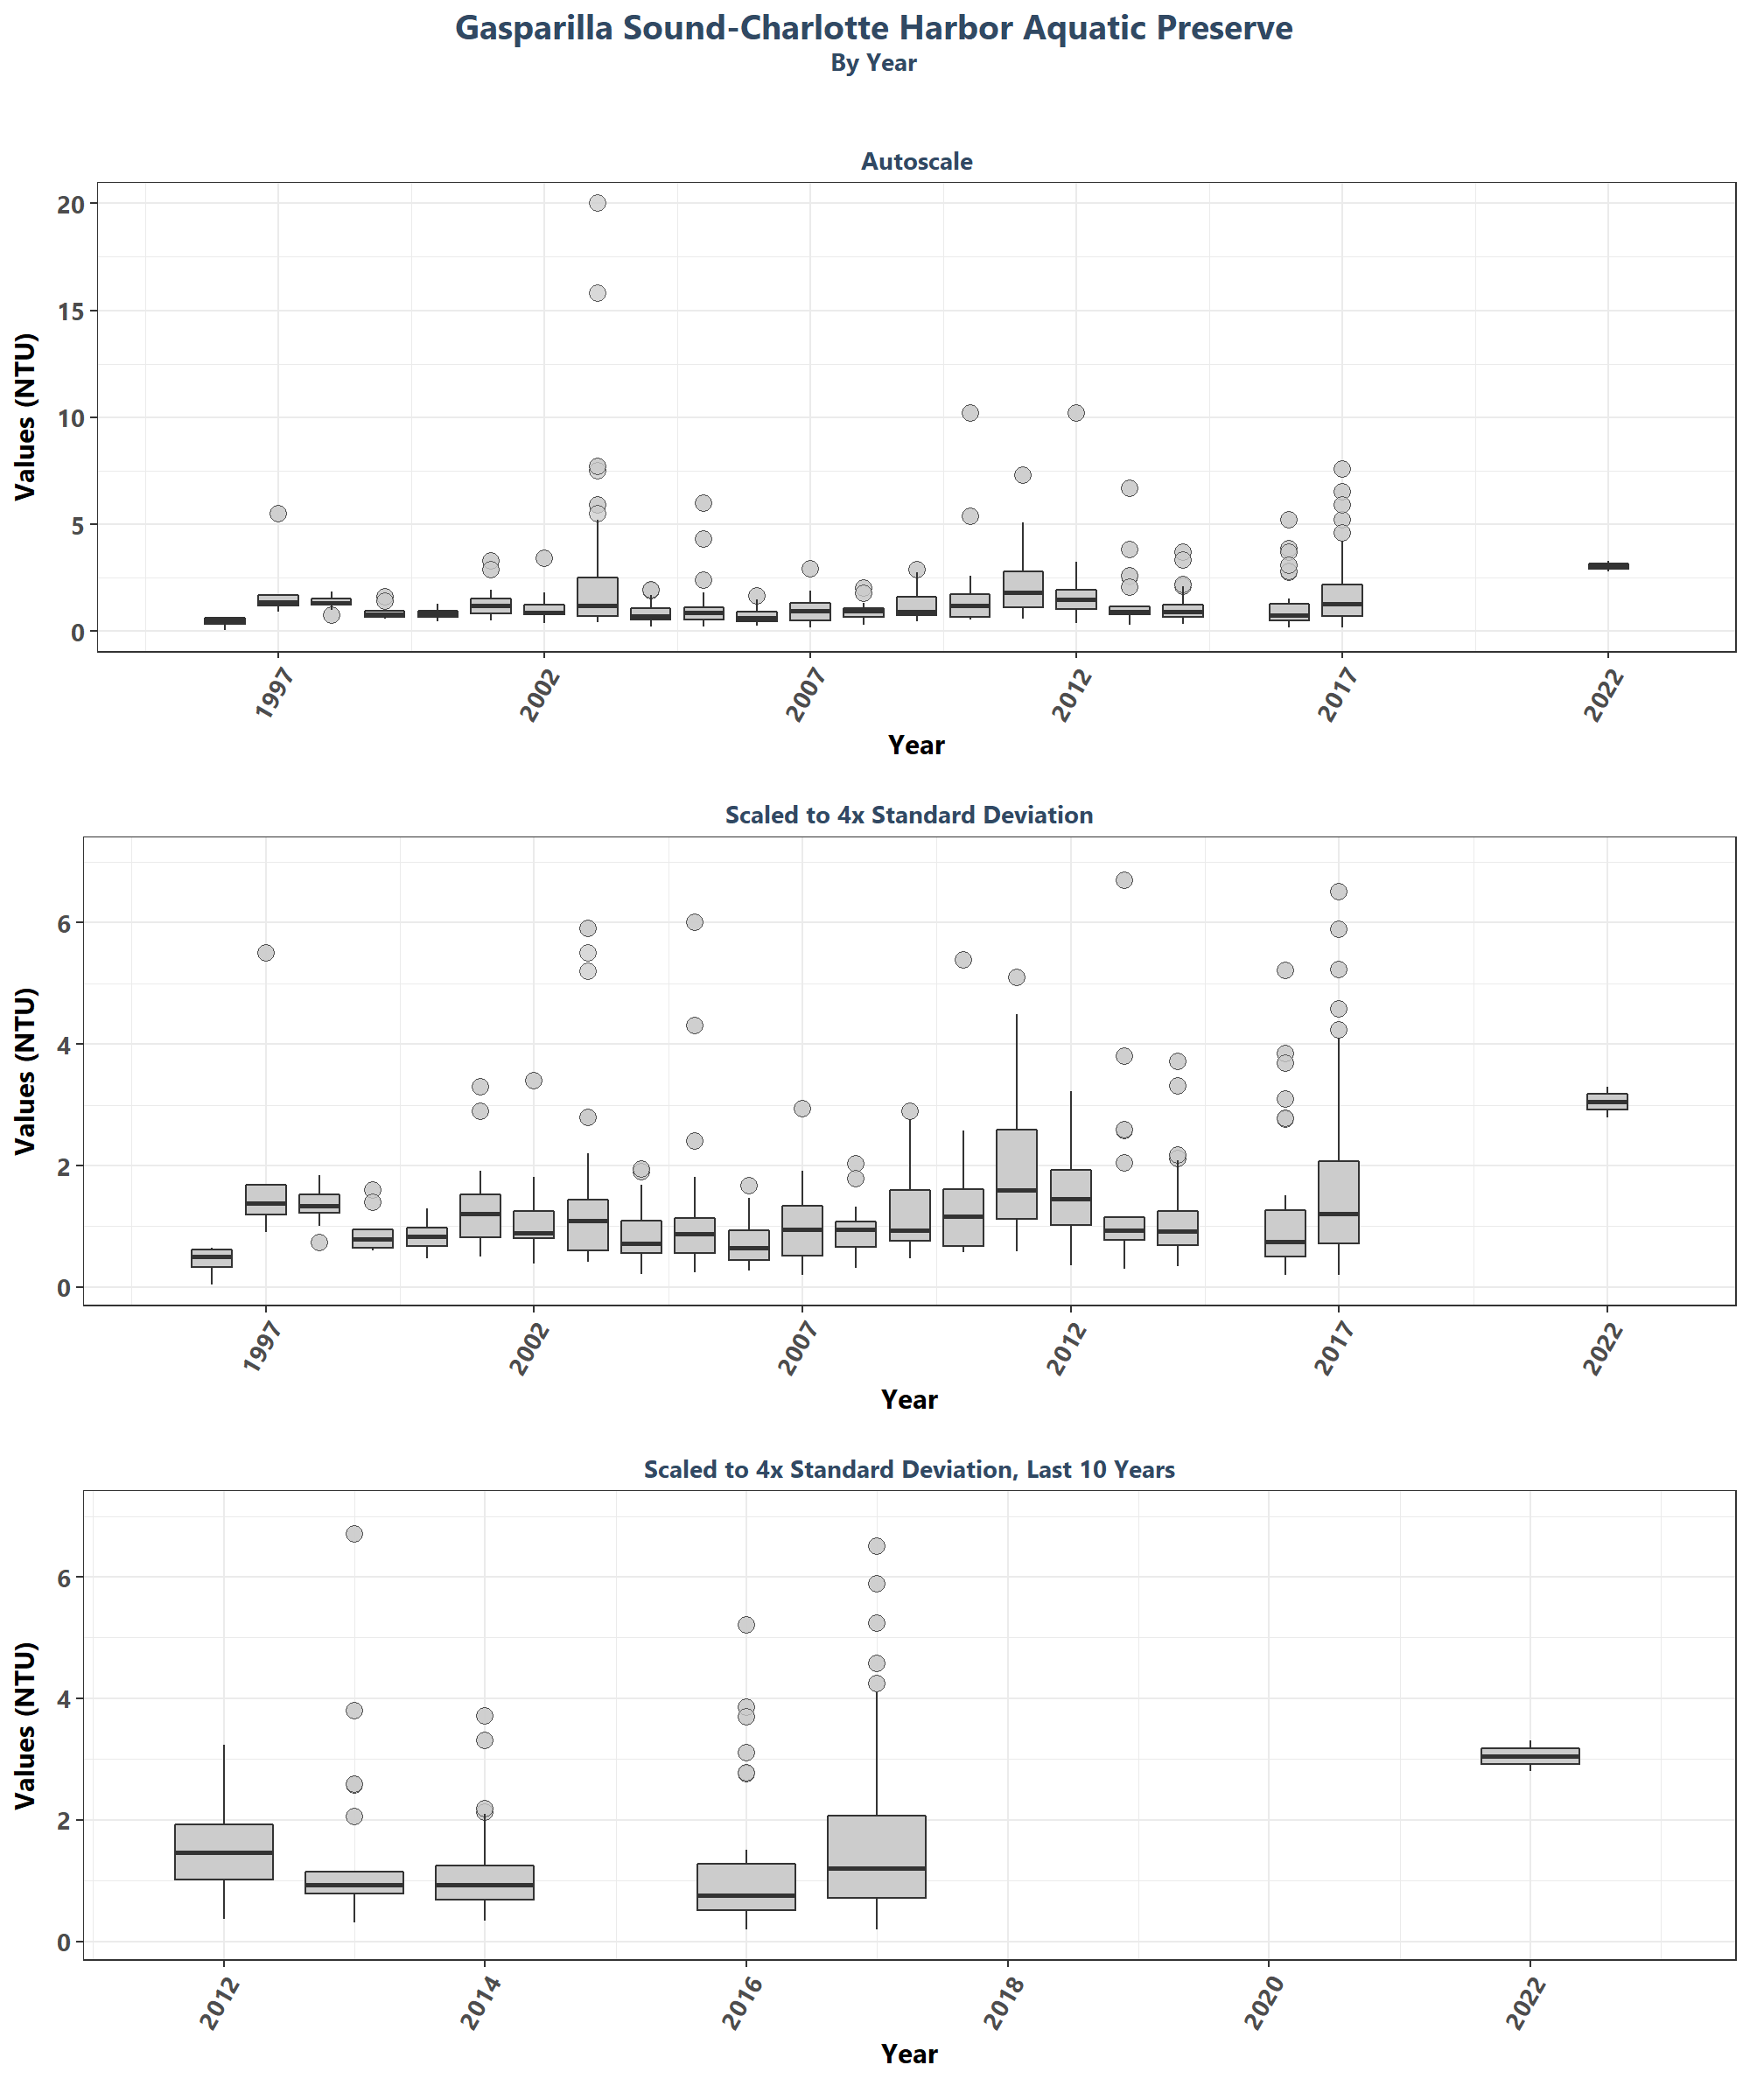 Gasparilla Sound-Charlotte Harbor Aquatic Preserve
By Year
Autoscale
Values (NTU)
20
15
10
5
0
1997 2002 2007 2012 2017 2022
Year
Scaled to 4x Standard Deviation
Values (NTU)
6
4
2
0
1997 2002 2007 2012 2017 2022
Year
Scaled to 4x Standard Deviation, Last 10 Years
Values (NTU)
6
4
2
0
2012 2014 2016 2018 2020 2022
Year